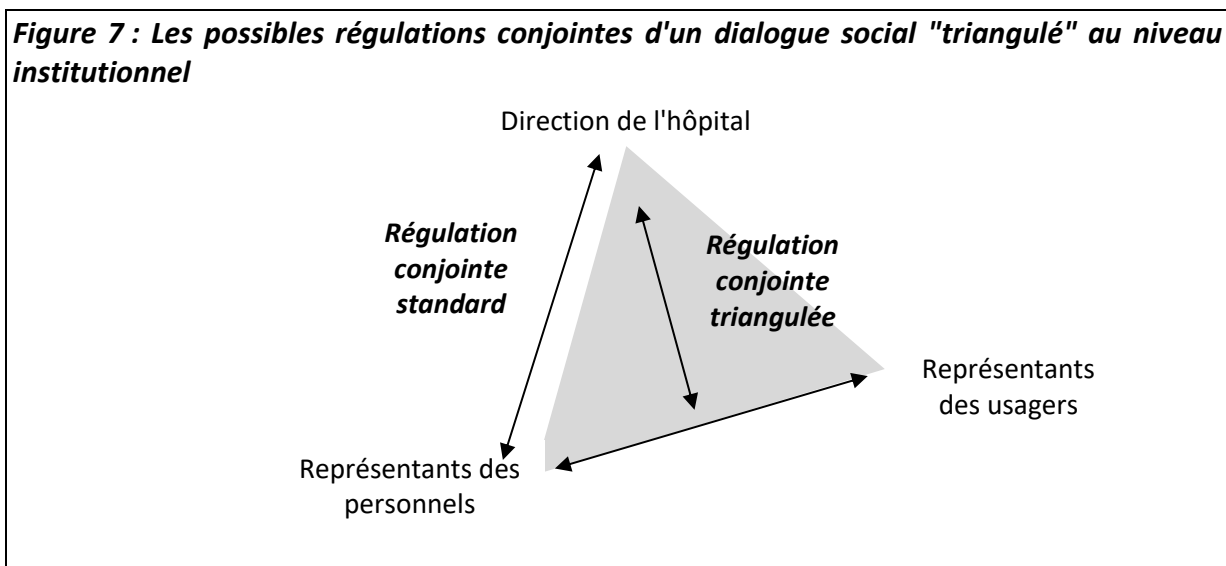 Figure 7 : Les possibles régulations conjointes d'un dialogue social "triangulé" au niveau
institutionnel
Direction de l'hôpital
Régulation
conjointe
standard
Régulation
conjointe
triangulée
Représentants
des usagers
Représentants des
personnels